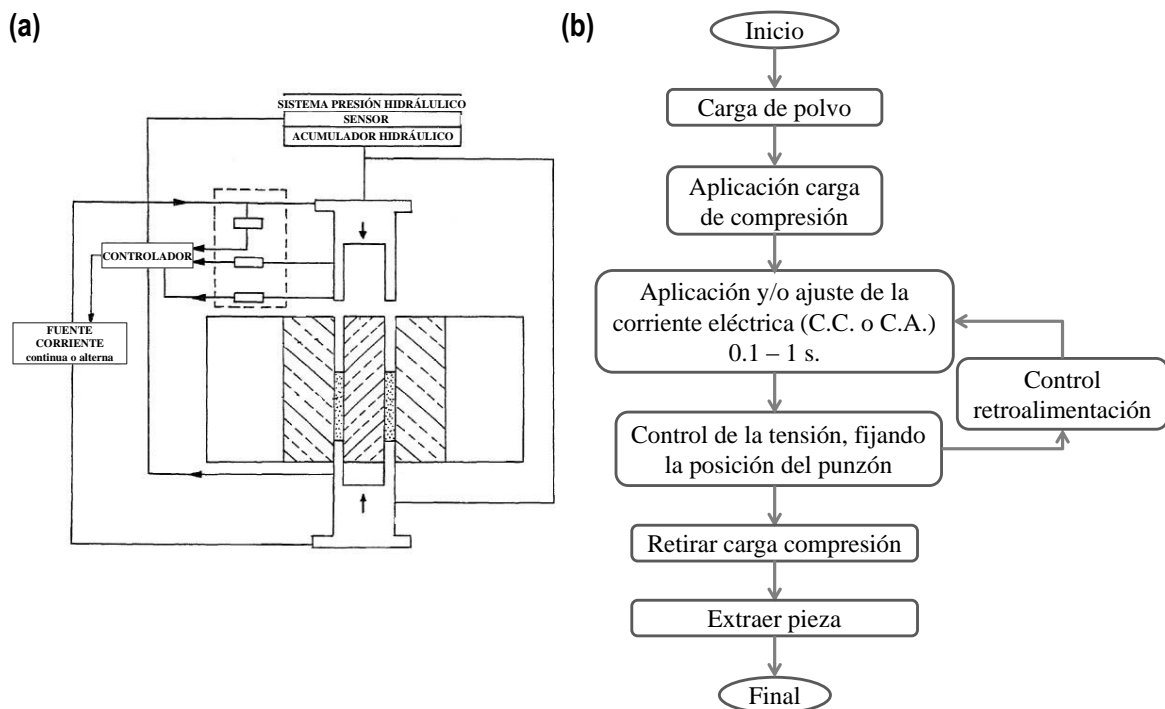 (a)
SISTEMA PRESIÓN HIDRÁLULICO
SENSOR
ACUMULADOR HIDRÁULICO
CONTROLADOR
FUENTE
CORRIENTE
continua o alterna
(b)
Inicio
Carga de polvo
Aplicación carga
de compresión
Aplicación y/o ajuste de la
corriente eléctrica (C.C. o C.A.)
0.1 – 1 s.
Control
retroalimentación
Control de la tensión, fijando
la posición del punzón
Retirar carga compresión
Extraer pieza
Final